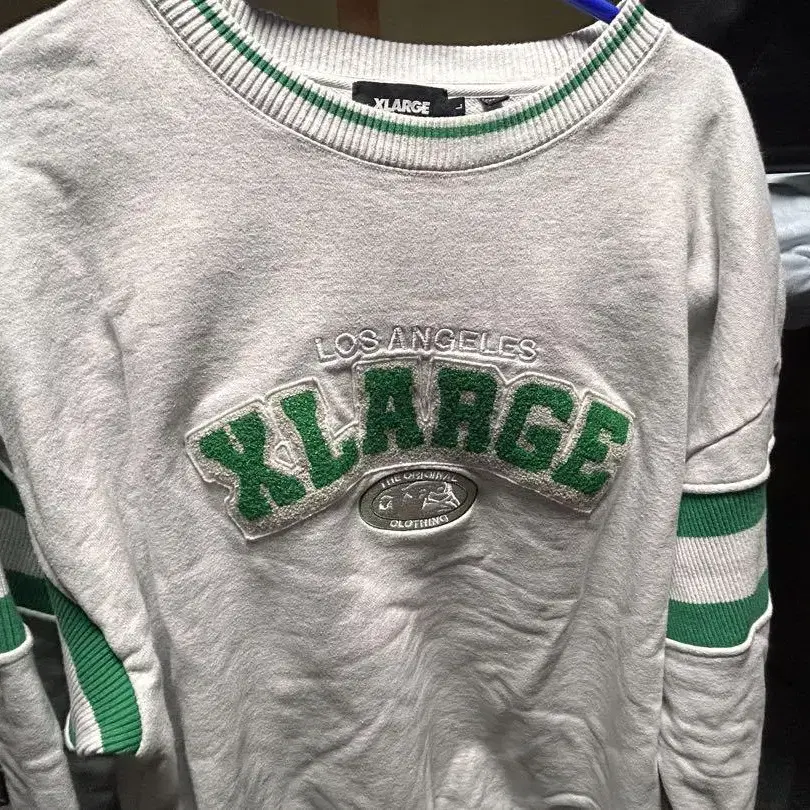 XLARGE
L
LOS ANGELES
XLARGE
THE ORIGINAL
CLOTHING